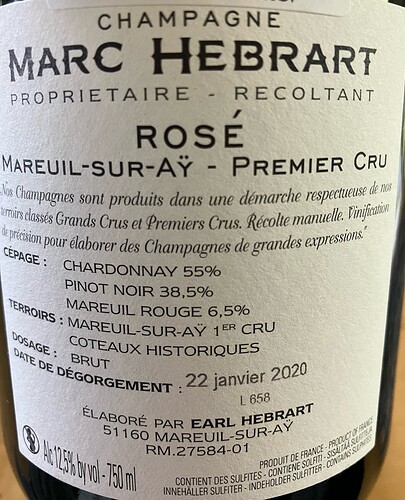 CHAMPAGNE
MARC HEBRART
PROPRIETAIRE - RECOLTANT
ROSÉ
MAREUIL-SUR-AŸ - PREMIER CRU
"Nos Champagnes sont produits dans une démarche respectueuse de nos
terroirs classés Grands Crus et Premiers Crus. Récolte manuelle. Vinification
de précision pour élaborer des Champagnes de grandes expressions."
CÉPAGE : CHARDONNAY 55%
PINOT NOIR 38,5%
MAREUIL ROUGE 6,5%
TERROIRS : MAREUIL-SUR-AŸ 1ER CRU
COTEAUX HISTORIQUES
DOSAGE : BRUT
DATE DE DÉGORGEMENT : 22 janvier 2020
L 658
ÉLABORÉ PAR EARL HEBRART
51160 MAREUIL-SUR-AŸ
RM.27584-01
Alc 12,5% by vol - 750 ml
PRODUIT DE FRANCE - PRODUCT OF FRANCE
CONTIENT DES SULFITES - CONTIENE SOLFITI - SISÄLTÄÄ SULFIITTEJA
INNEHÅLLER SULFITER - INDEHOLDER SULFITTER - CONTAINS SULPHITES